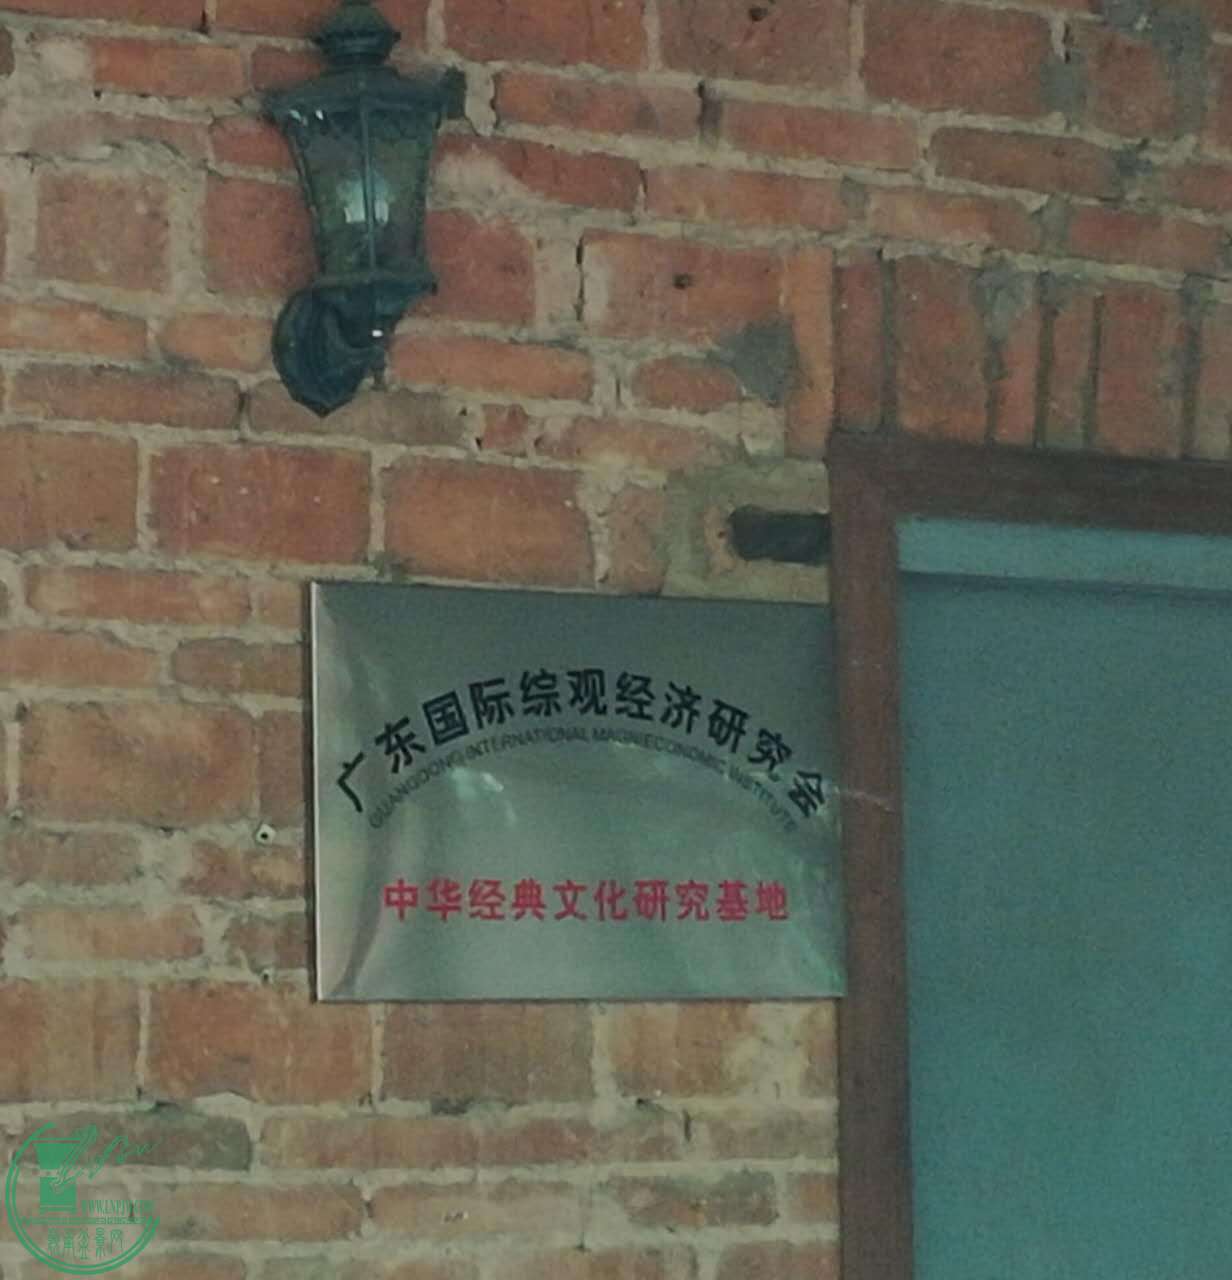 广东国际综观经济研究会
GUANGDONG INTERNATIONAL MAGNIECONOMIC INSTITUTE
中华经典文化研究基地